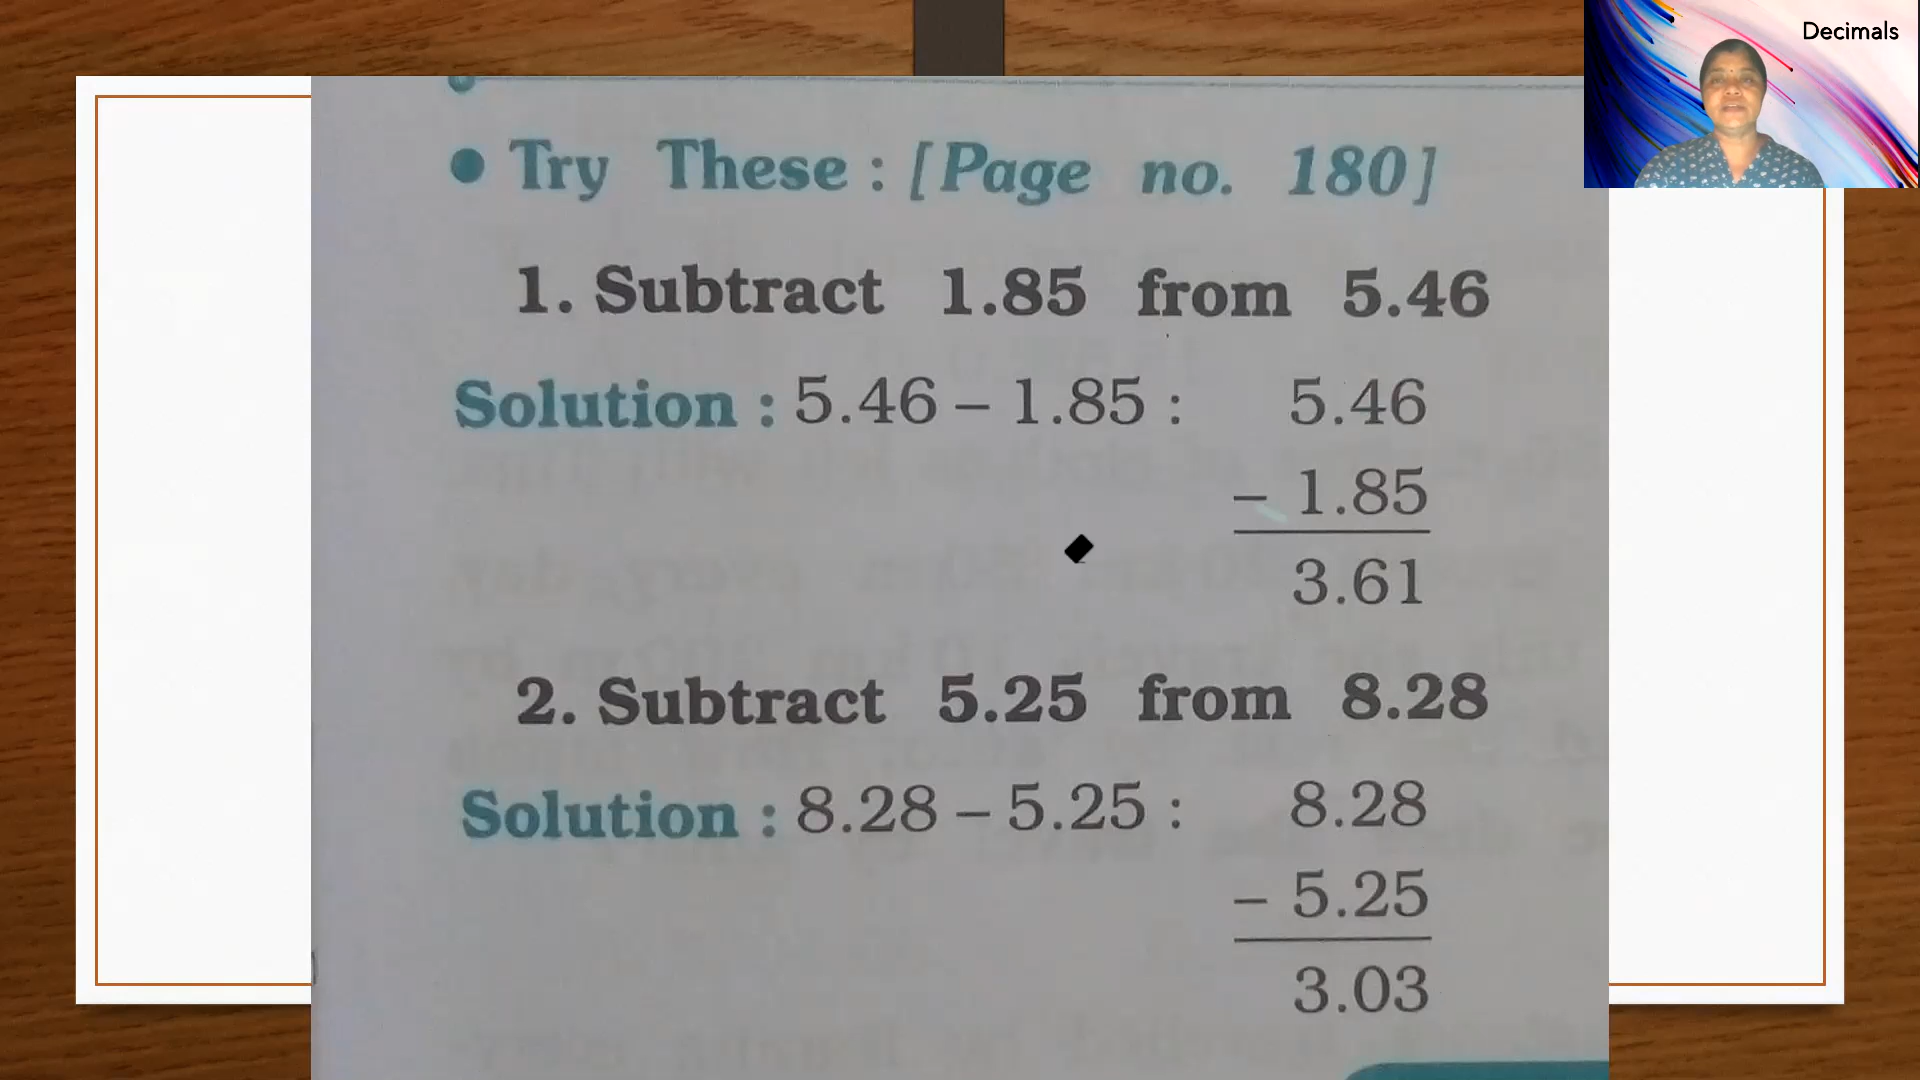 Decimals
• Try These : [Page no. 180]
1. Subtract 1.85 from 5.46
Solution : 5.46 – 1.85 : 5.46
– 1.85
3.61
2. Subtract 5.25 from 8.28
Solution : 8.28 – 5.25 : 8.28
– 5.25
3.03